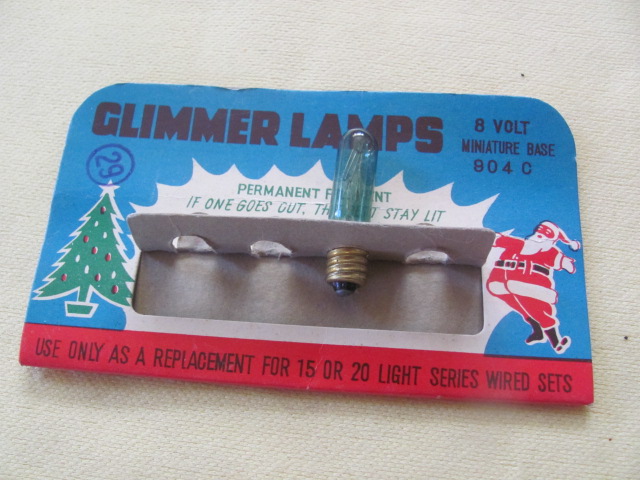 GLIMMER LAMPS
8 VOLT
MINIATURE BASE
904 C
29
PERMANENT
IF ONE GOES OUT, STAY LIT
USE ONLY AS A REPLACEMENT FOR 15 OR 20 LIGHT SERIES WIRED SETS